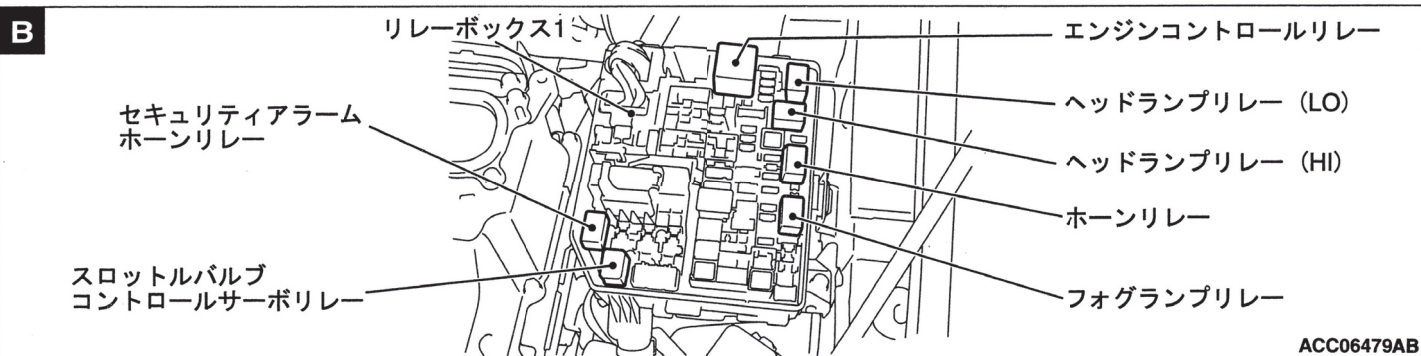 B
リレーボックス1
エンジンコントロールリレー
ヘッドランプリレー（LO）
セキュリティアラーム
ホーンリレー
ヘッドランプリレー（HI）
ホーンリレー
スロットルバルブ
コントロールサーボリレー
フォグランプリレー
ACC06479AB